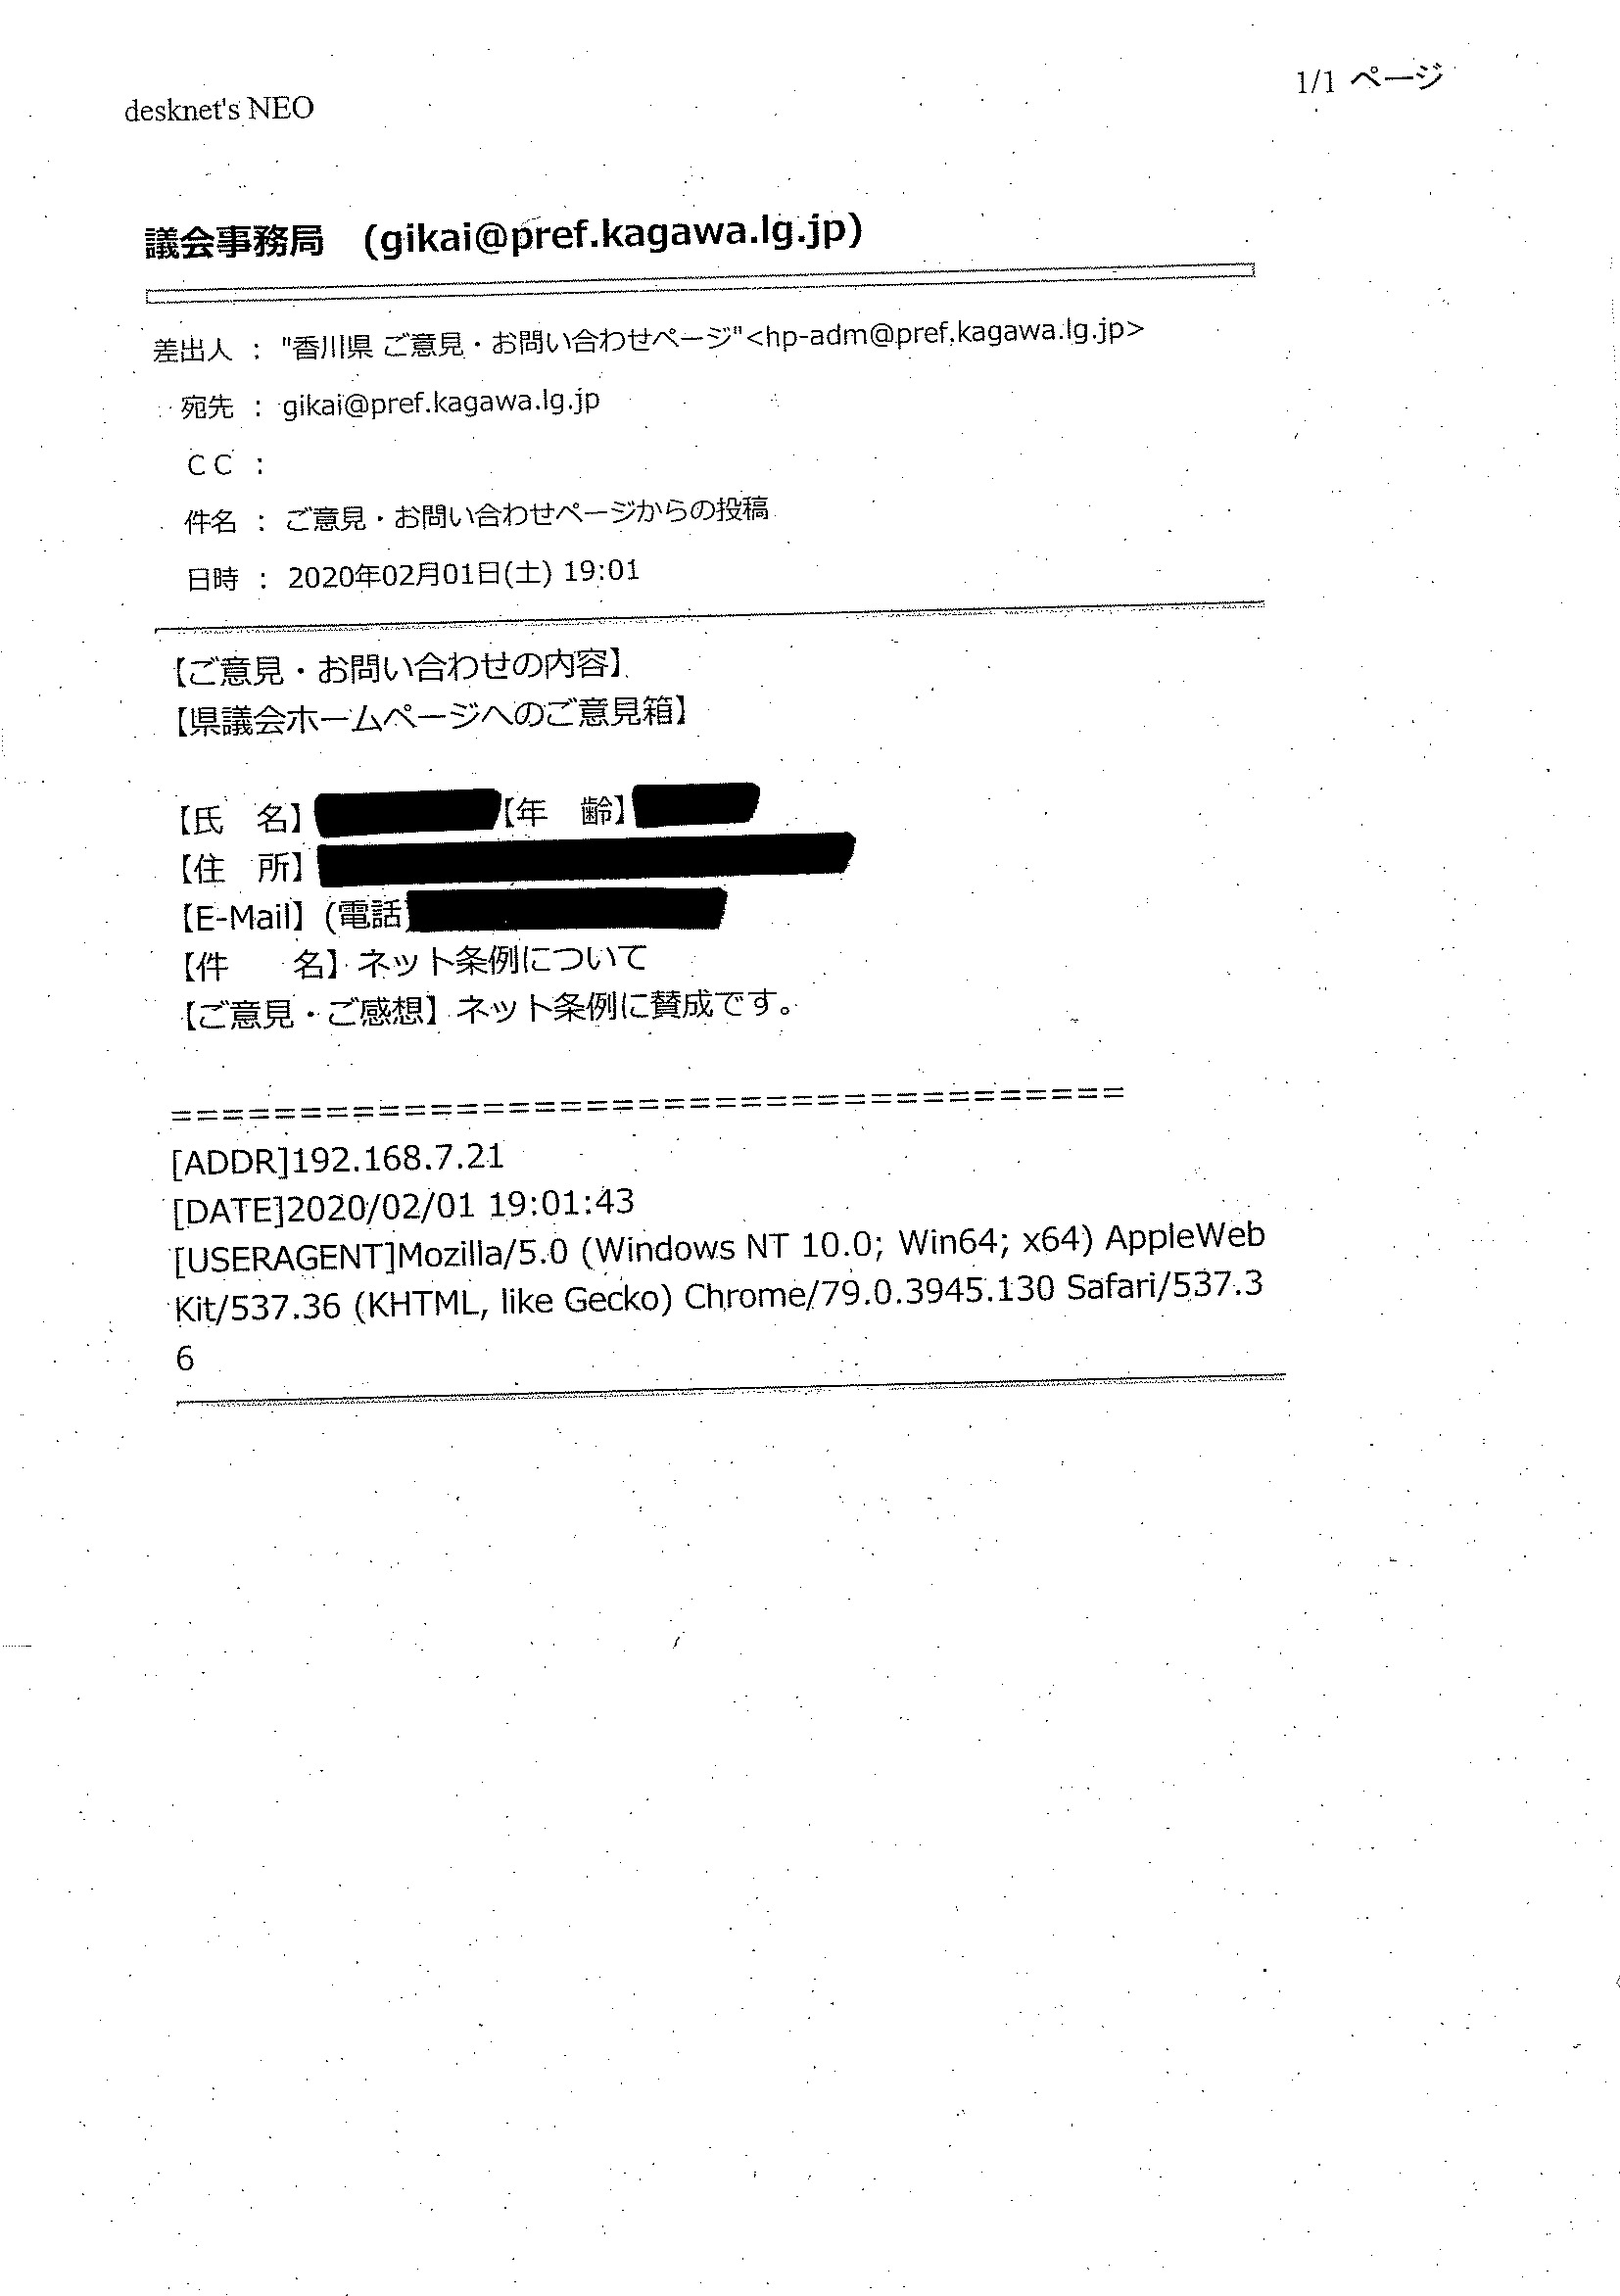 desknet's NEO
1/1 ページ
議会事務局　(gikai@pref.kagawa.lg.jp)
差出人 ： "香川県 ご意見・お問い合わせページ"<hp-adm@pref.kagawa.lg.jp>
宛先 ： gikai@pref.kagawa.lg.jp
ＣＣ ：
件名 ： ご意見・お問い合わせページからの投稿
日時 ： 2020年02月01日(土) 19:01
【ご意見・お問い合わせの内容】
【県議会ホームページへのご意見箱】
【氏　名】【年　齢】
【住　所】
【E-Mail】(電話
【件　　名】ネット条例について
【ご意見・ご感想】ネット条例に賛成です。
=====================================
[ADDR]192.168.7.21
[DATE]2020/02/01 19:01:43
[USERAGENT]Mozilla/5.0 (Windows NT 10.0; Win64; x64) AppleWeb
Kit/537.36 (KHTML, like Gecko) Chrome/79.0.3945.130 Safari/537.3
6